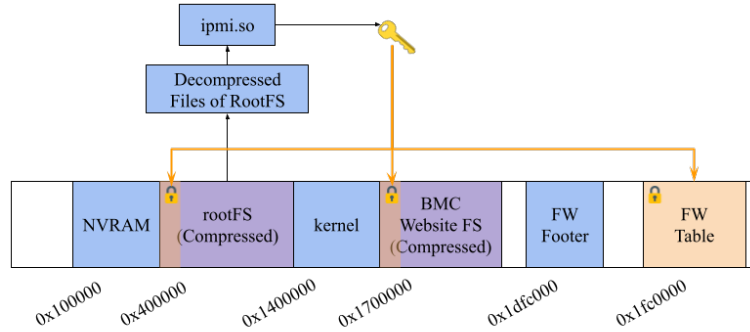 ipmi.so
Decompressed
Files of RootFS
NVRAM
rootFS
(Compressed)
kernel
BMC
Website FS
(Compressed)
FW
Footer
FW
Table
0x100000
0x400000
0x1400000
0x1700000
0x1dfc000
0x1fc0000